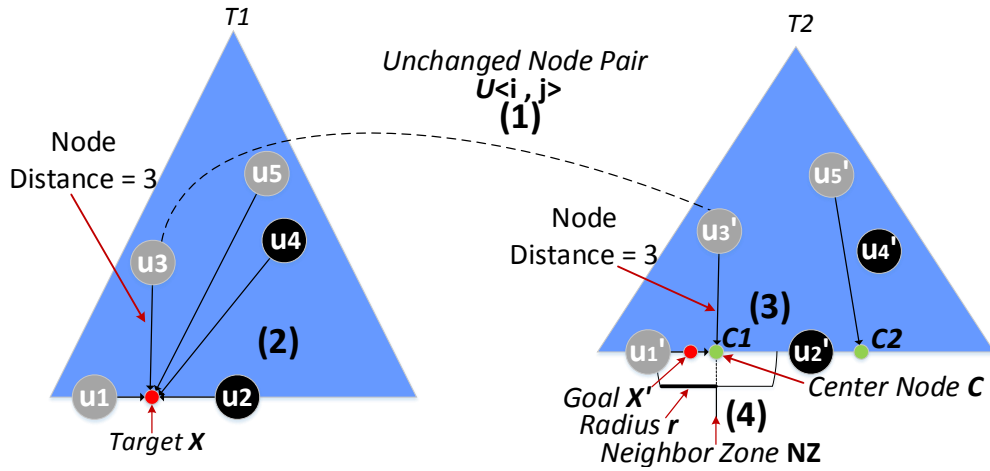 T1
T2
Unchanged Node Pair
U<i , j>
(1)
Node
Distance = 3
u5
u4
u3
(2)
u1
u2
Target X
Node
Distance = 3
u5'
u3'
u4'
(3)
u1'
C1
u2'
C2
Goal X'
Center Node C
Radius r
(4)
Neighbor Zone NZ